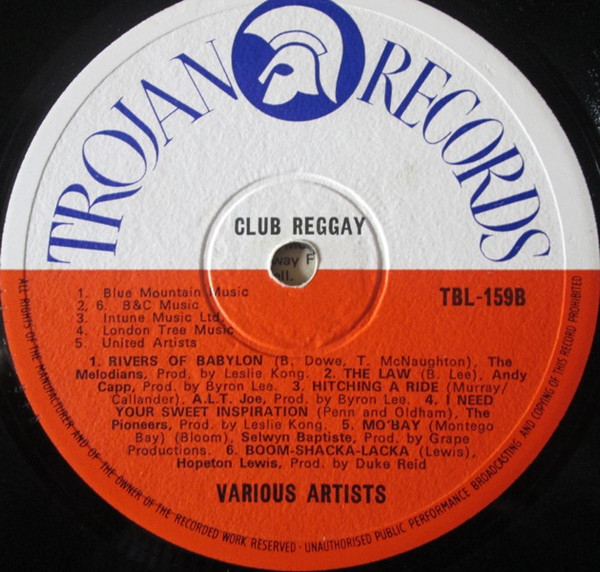 TROJAN RECORDS
CLUB REGGAY
way F
TBL-159B
1. Blue Mountain Music
2, 6. B&C Music
3. Intune Music Ltd.
4. London Tree Music
5. United Artists
1. RIVERS OF BABYLON (B. Dowe, T. McNaughton), The
Melodians, Prod. by Leslie Kong. 2. THE LAW (B. Lee), Andy
Capp, Prod. by Byron Lee. 3. HITCHING A RIDE (Murray/
Callander), A.L.T. Joe, Prod. by Byron Lee. 4. I NEED
YOUR SWEET INSPIRATION (Penn and Oldham), The
Pioneers, Prod. by Leslie Kong. 5. MO'BAY (Montego
Bay) (Bloom), Selwyn Baptiste, Prod. by Grape
Productions. 6. BOOM-SHACKA-LACKA (Lewis),
Hopeton Lewis, Prod. by Duke Reid
VARIOUS ARTISTS
ALL RIGHTS OF THE MANUFACTURER AND OF THE OWNER OF THE RECORDED WORK RESERVED · UNAUTHORISED PUBLIC PERFORMANCE BROADCASTING AND COPYING OF THIS RECORD PROHIBITED